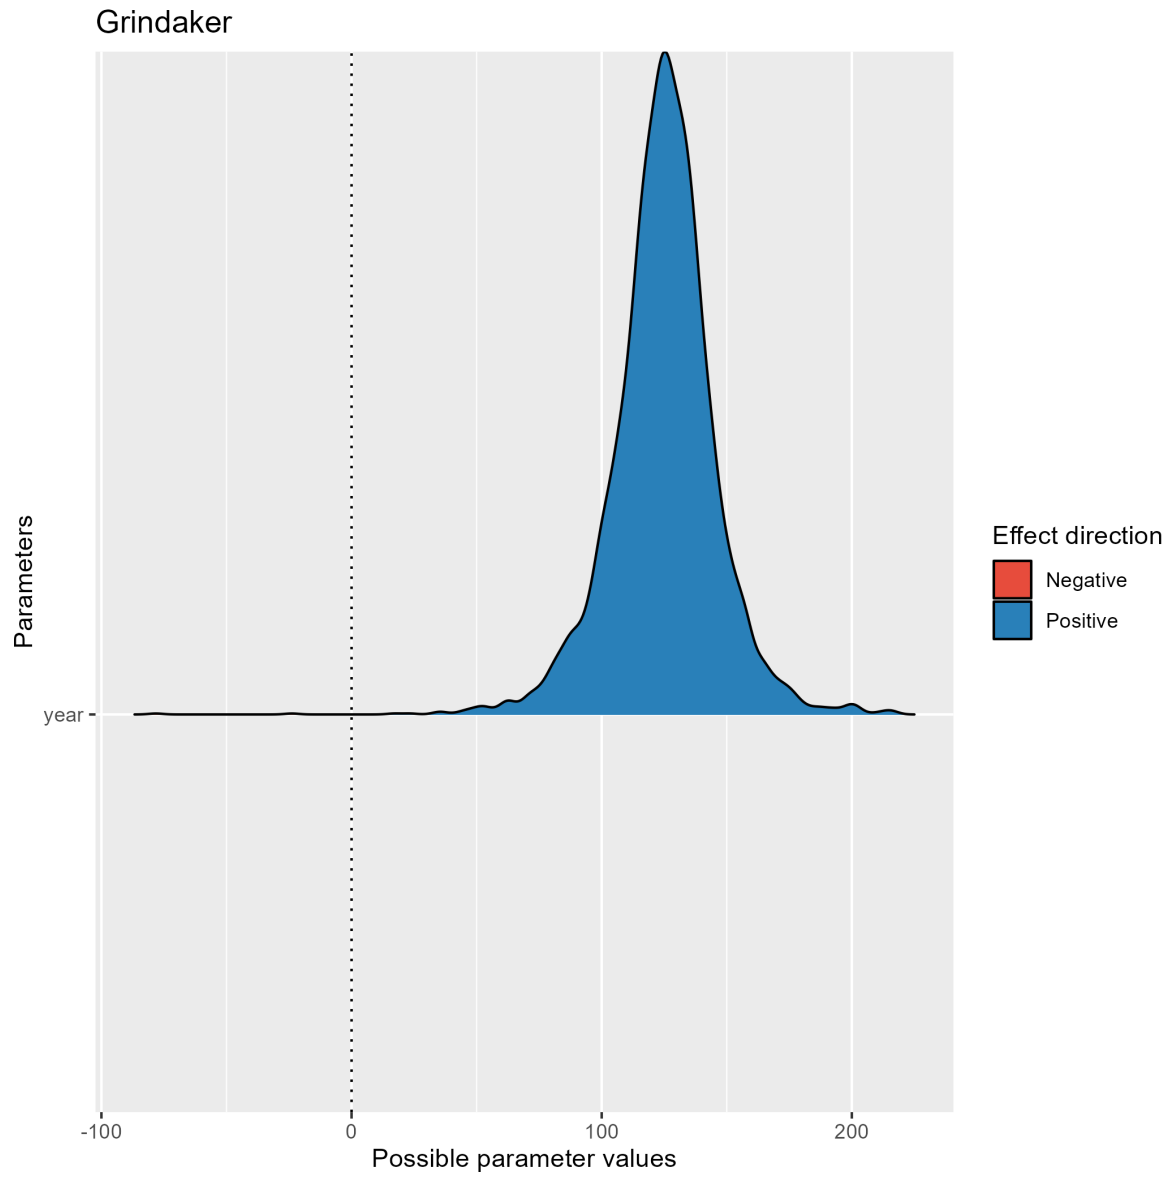 Grindaker
Parameters
year
-100
0
100
200
Possible parameter values
Effect direction
Negative
Positive